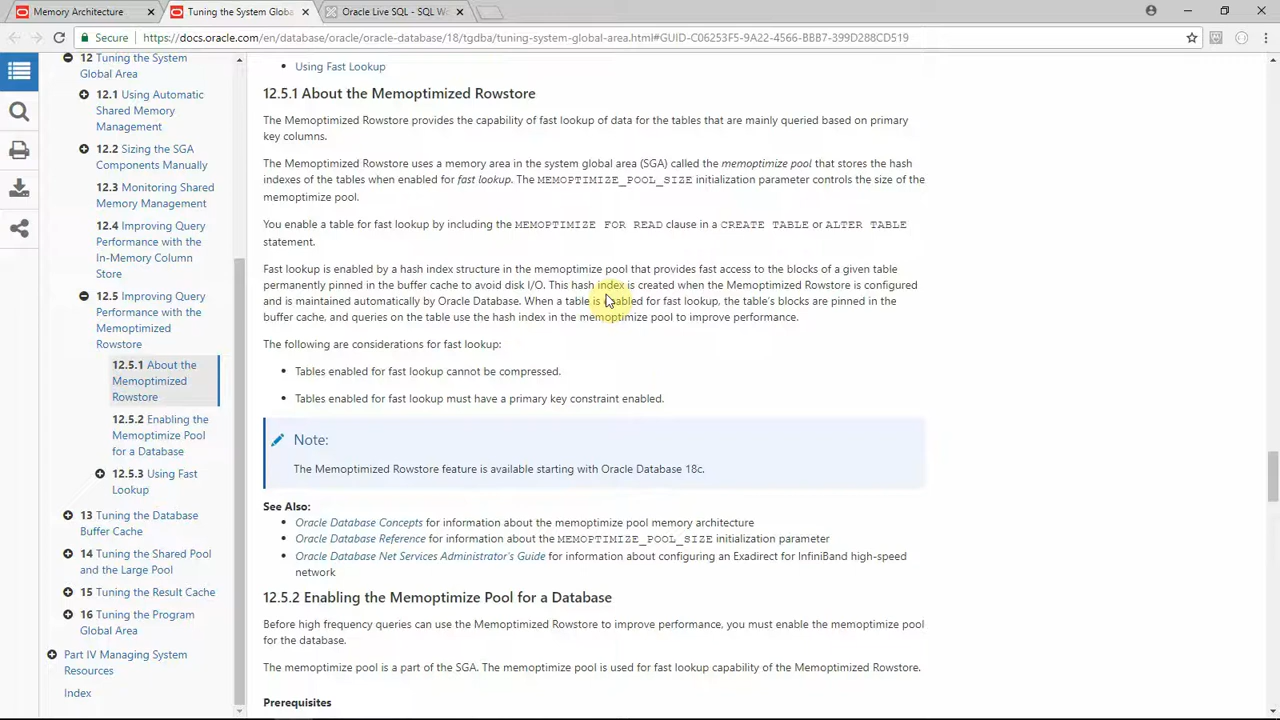 Memory Architecture
Tuning the System Globa
Oracle Live SQL - SQL W
Secure
https://docs.oracle.com/en/database/oracle/oracle-database/18/tgdba/tuning-system-global-area.html#GUID-C06253F5-9A22-4566-BBB7-399D288CD519
12 Tuning the System
Global Area
12.1 Using Automatic
Shared Memory
Management
12.2 Sizing the SGA
Components Manually
12.3 Monitoring Shared
Memory Management
12.4 Improving Query
Performance with the
In-Memory Column
Store
12.5 Improving Query
Performance with the
Memoptimized
Rowstore
12.5.1 About the
Memoptimized
Rowstore
12.5.2 Enabling the
Memoptimize Pool
for a Database
12.5.3 Using Fast
Lookup
13 Tuning the Database
Buffer Cache
14 Tuning the Shared Pool
and the Large Pool
15 Tuning the Result Cache
16 Tuning the Program
Global Area
Part IV Managing System
Resources
Index
Using Fast Lookup
12.5.1 About the Memoptimized Rowstore
The Memoptimized Rowstore provides the capability of fast lookup of data for the tables that are mainly queried based on primary
key columns.
The Memoptimized Rowstore uses a memory area in the system global area (SGA) called the memoptimize pool that stores the hash
indexes of the tables when enabled for fast lookup. The MEMOPTIMIZE_POOL_SIZE initialization parameter controls the size of the
memoptimize pool.
You enable a table for fast lookup by including the MEMOPTIMIZE FOR READ clause in a CREATE TABLE or ALTER TABLE
statement.
Fast lookup is enabled by a hash index structure in the memoptimize pool that provides fast access to the blocks of a given table
permanently pinned in the buffer cache to avoid disk I/O. This hash index is created when the Memoptimized Rowstore is configured
and is maintained automatically by Oracle Database. When a table is enabled for fast lookup, the table's blocks are pinned in the
buffer cache, and queries on the table use the hash index in the memoptimize pool to improve performance.
The following are considerations for fast lookup:
Tables enabled for fast lookup cannot be compressed.
Tables enabled for fast lookup must have a primary key constraint enabled.
Note:
The Memoptimized Rowstore feature is available starting with Oracle Database 18c.
See Also:
Oracle Database Concepts for information about the memoptimize pool memory architecture
Oracle Database Reference for information about the MEMOPTIMIZE_POOL_SIZE initialization parameter
Oracle Database Net Services Administrator's Guide for information about configuring an Exadirect for InfiniBand high-speed
network
12.5.2 Enabling the Memoptimize Pool for a Database
Before high frequency queries can use the Memoptimized Rowstore to improve performance, you must enable the memoptimize pool
for the database.
The memoptimize pool is a part of the SGA. The memoptimize pool is used for fast lookup capability of the Memoptimized Rowstore.
Prerequisites